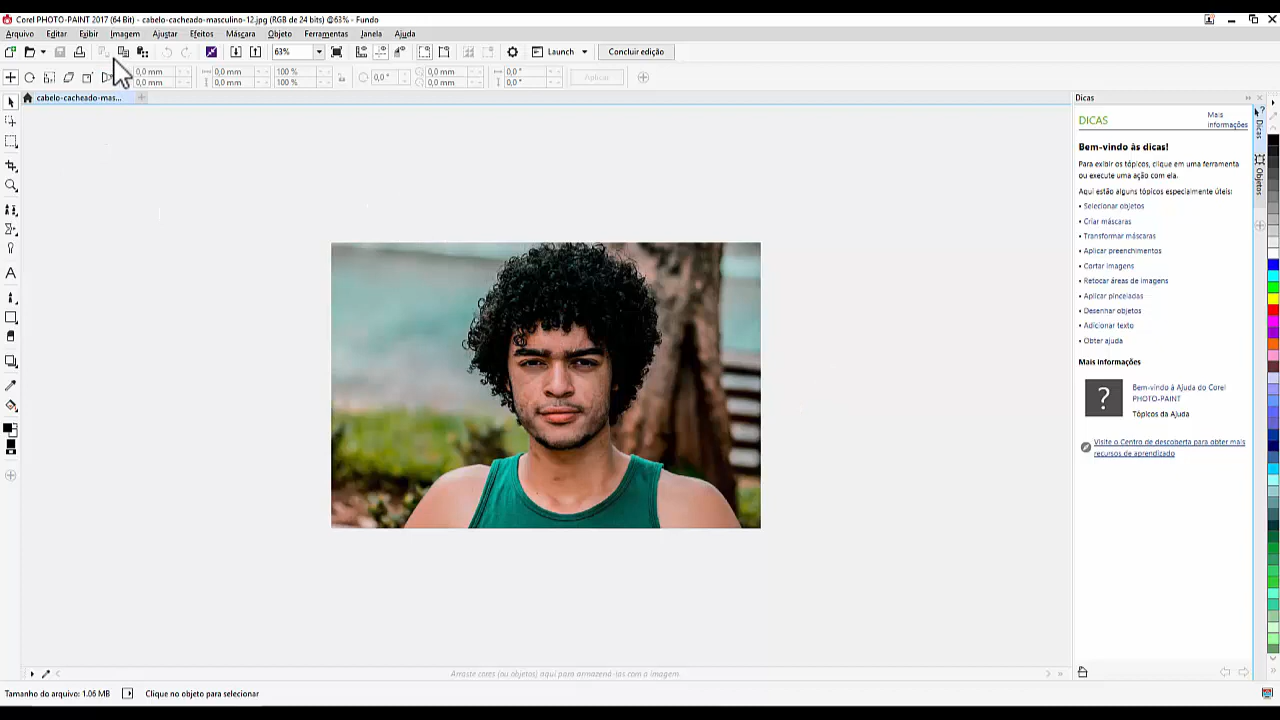 Corel PHOTO-PAINT 2017 (64 Bit) - cabelo-cacheado-masculino-12.jpg (RGB de 24 bits) @63% - Fundo
Arquivo Editar Exibir Imagem Ajustar Efeitos Máscara Objeto Ferramentas Janela Ajuda
63% Launch Concluir edição
0,0 mm 0,0 mm 100 % 0,0 ° 0,0 mm 0,0 ° Aplicar
0,0 mm 0,0 mm 100 % 0,0 mm 0,0 °
cabelo-cacheado-mas...
Dicas
DICAS
Mais informações
Bem-vindo às dicas!
Para exibir os tópicos, clique em uma ferramenta
ou execute uma ação com ela.
Aqui estão alguns tópicos especialmente úteis:
• Selecionar objetos
• Criar máscaras
• Transformar máscaras
• Aplicar preenchimentos
• Cortar imagens
• Retocar áreas de imagens
• Aplicar pinceladas
• Desenhar objetos
• Adicionar texto
• Obter ajuda
Mais informações
?
Bem-vindo à Ajuda do Corel
PHOTO-PAINT
Tópicos da Ajuda
Visite o Centro de descoberta para obter mais
recursos de aprendizado
Dicas
Objetos
Arraste cores (ou objetos) aqui para armazená-las com a imagem.
Tamanho do arquivo: 1.06 MB Clique no objeto para selecionar